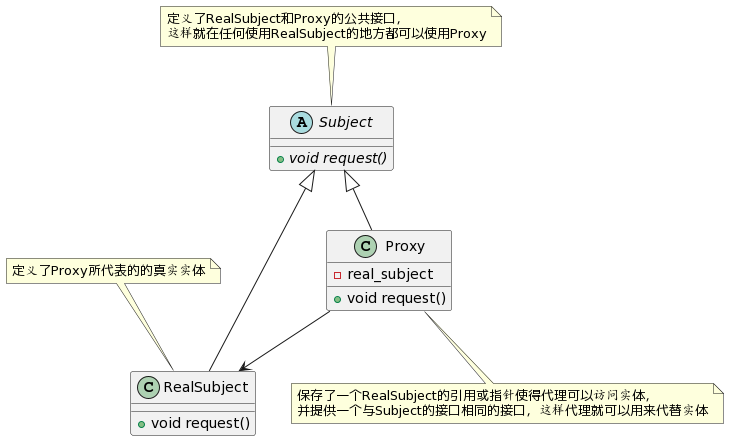 定义了RealSubject和Proxy的公共接口，
这样就在任何使用RealSubject的地方都可以使用Proxy
A Subject
void request()
C Proxy
real_subject
void request()
定义了Proxy所代表的的真实实体
C RealSubject
void request()
保存了一个RealSubject的引用或指针使得代理可以访问实体，
并提供一个与Subject的接口相同的接口，这样代理就可以用来代替实体